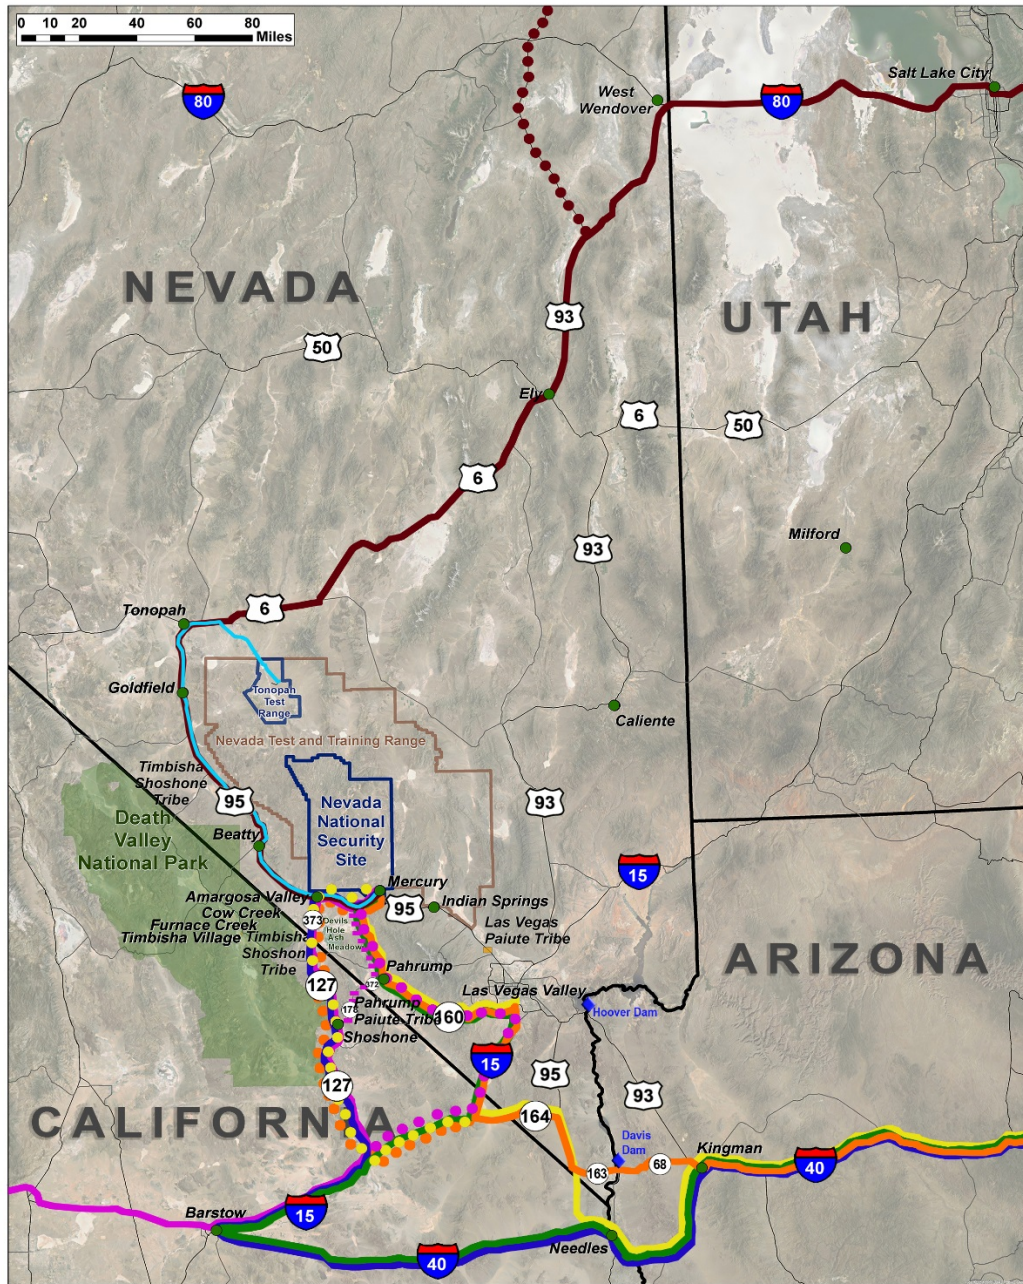 0 10 20 40 60 80
Miles
80
West
Wendover
80
Salt Lake City
NEVADA
UTAH
93
50
Ely
6
50
6
93
Milford
Tonopah
6
Goldfield
Tonopah
Test
Range
Caliente
Nevada Test and Training Range
Timbisha
Shoshone
Tribe
95
93
Death
Valley
National Park
Nevada
National
Security
Site
Beatty
15
Mercury
Amargosa Valley
95
Indian Springs
Cow Creek
Furnace Creek
Timbisha Village
373
Devils
Hole
Ash
Meadows
Las Vegas
Paiute Tribe
Timbisha
Shoshon
Tribe
ARIZONA
Pahrump
127
372
Las Vegas Valley
178
Pahrump
Paiute Tribe
160
Hoover Dam
Shoshone
15
95
127
93
CALIFORNIA
164
Davis
Dam
Kingman
163
68
40
Barstow
15
Needles
40